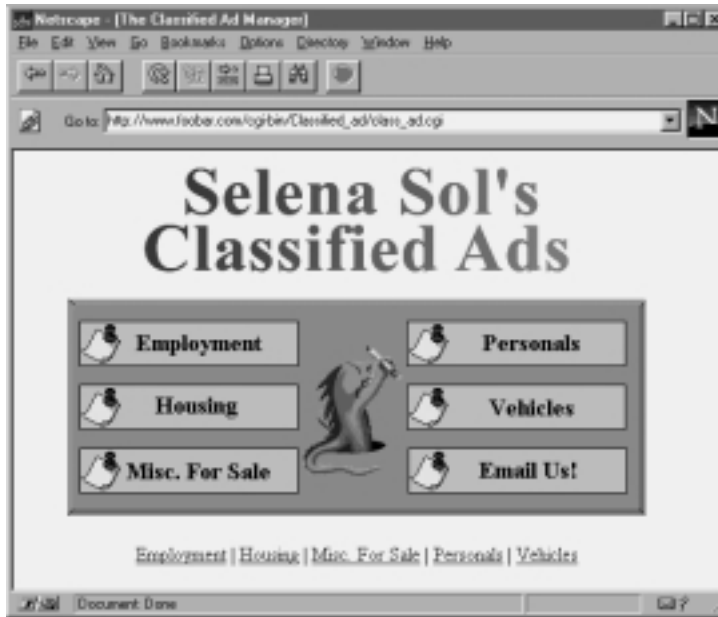 Netscape - [The Classified Ad Manager]
File Edit View Go Bookmarks Options Directory Window Help
Go to: http://www.foobar.com/cgi-bin/Classified_ad/class_ad.cgi
N
Selena Sol's
Classified Ads
Employment
Personals
Housing
Vehicles
Misc. For Sale
Email Us!
Employment | Housing | Misc. For Sale | Personals | Vehicles
Document: Done